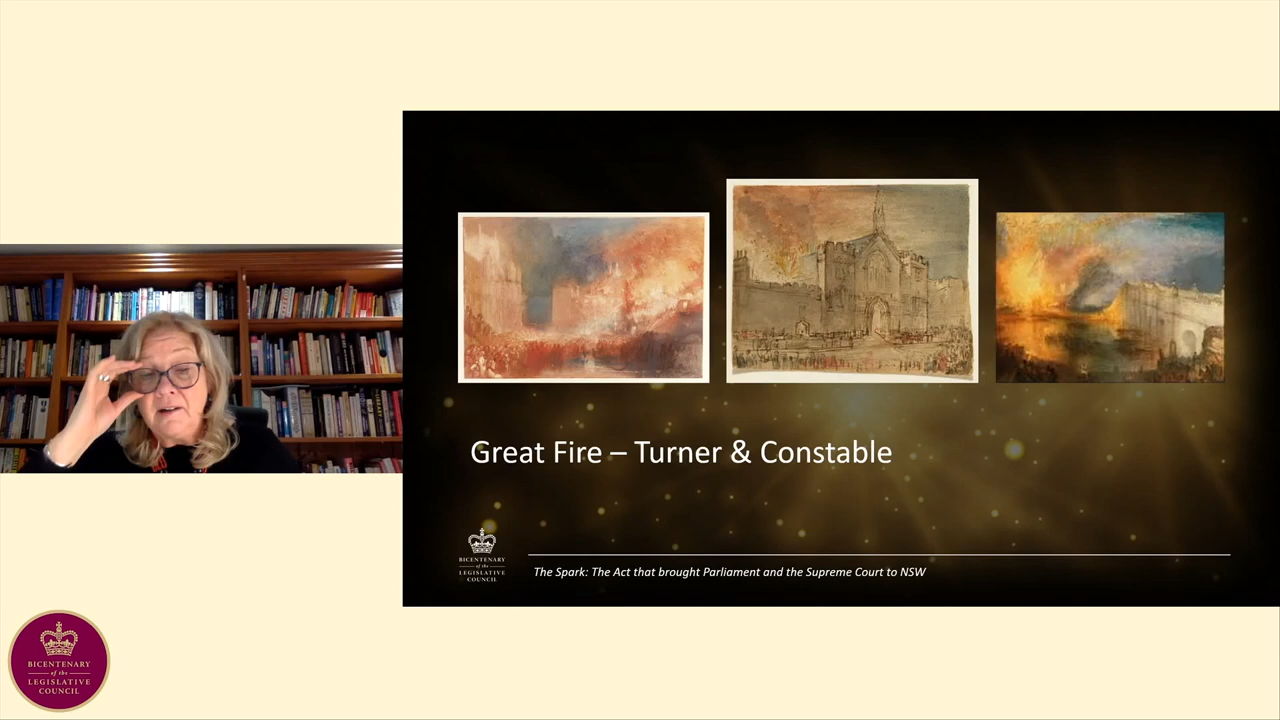 Great Fire – Turner & Constable
BICENTENARY
of the
LEGISLATIVE
COUNCIL
The Spark: The Act that brought Parliament and the Supreme Court to NSW
BICENTENARY
of the
LEGISLATIVE
COUNCIL